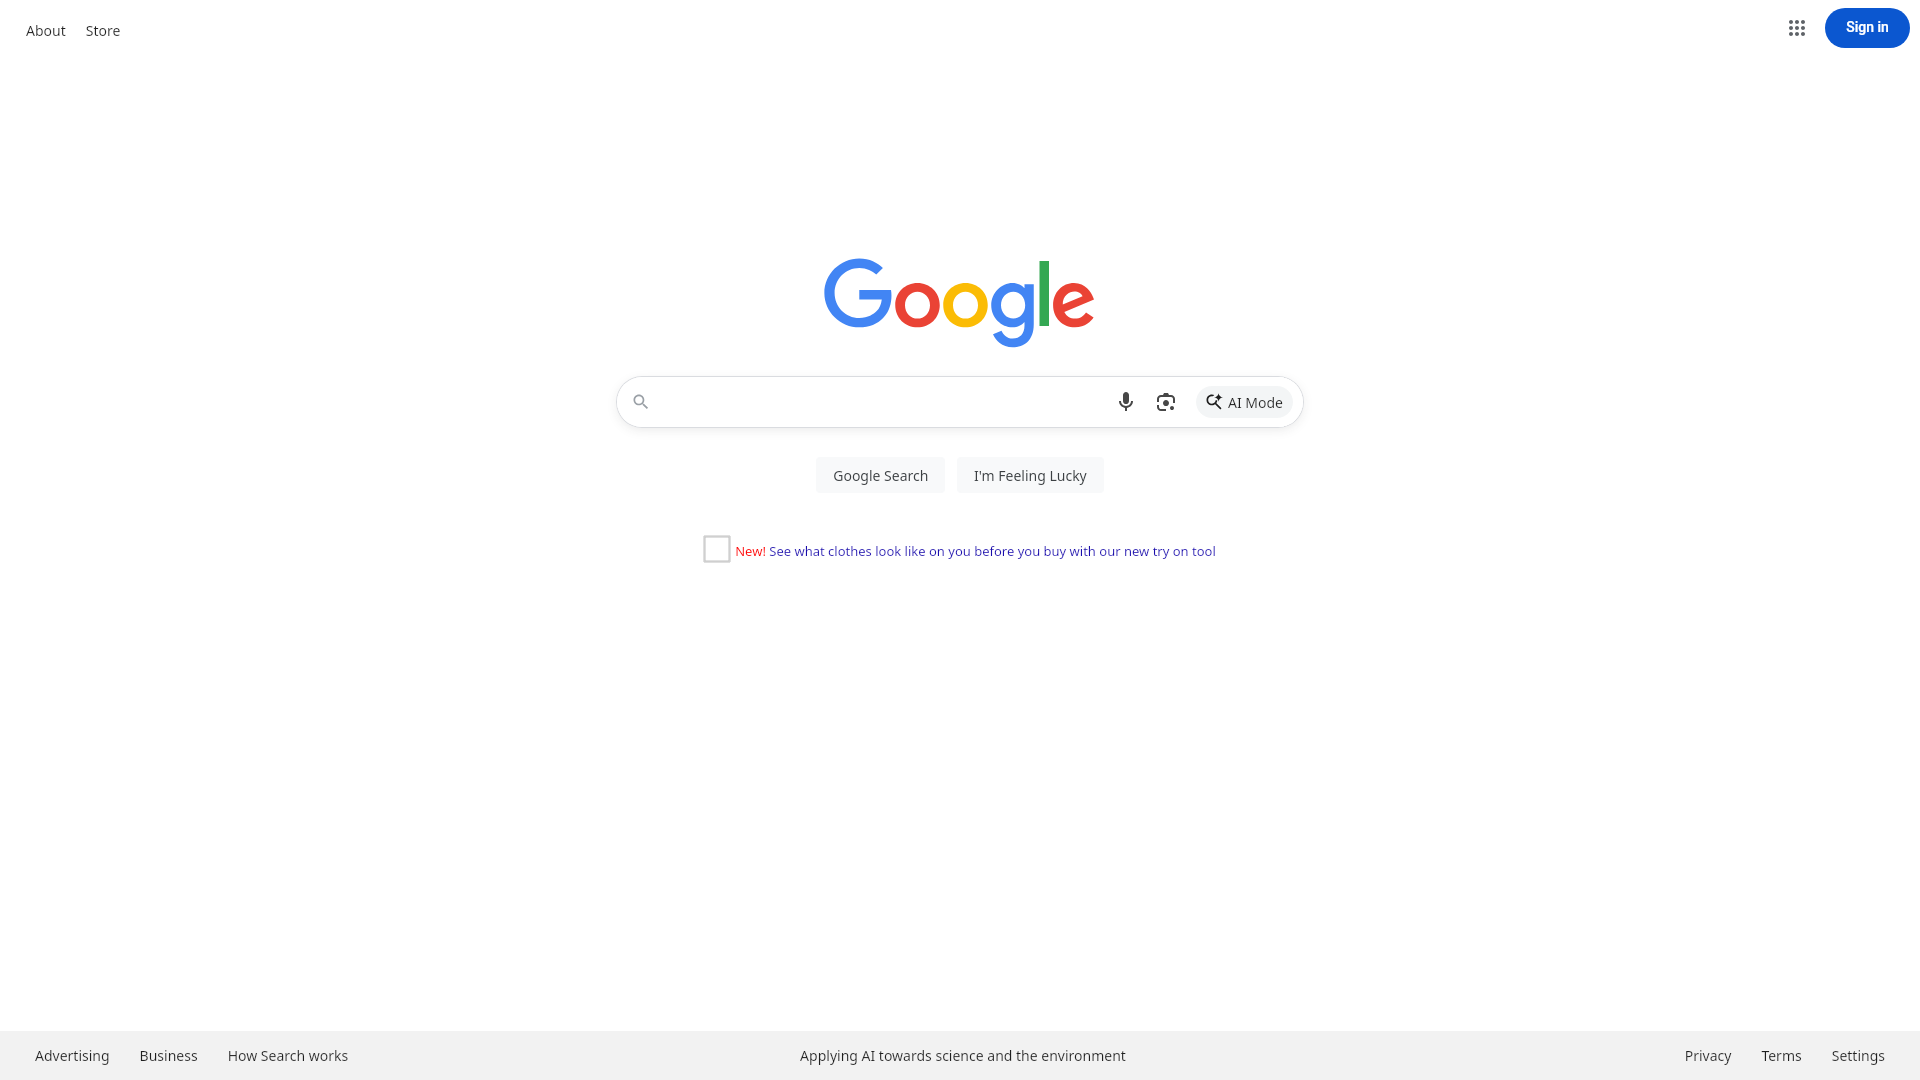 About Store
Sign in
Google
AI Mode
Google Search I'm Feeling Lucky
New! See what clothes look like on you before you buy with our new try on tool
Advertising Business How Search works Applying AI towards science and the environment Privacy Terms Settings